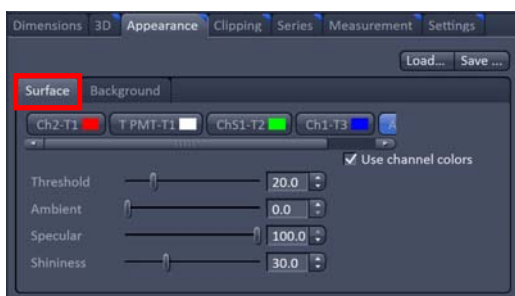 Dimensions 3D Appearance Clipping Series Measurement Settings
Load... Save ...
Surface Background
Ch2-T1 T PMT-T1 ChS1-T2 Ch1-T3 A
Use channel colors
Threshold 20.0
Ambient 0.0
Specular 100.0
Shininess 30.0